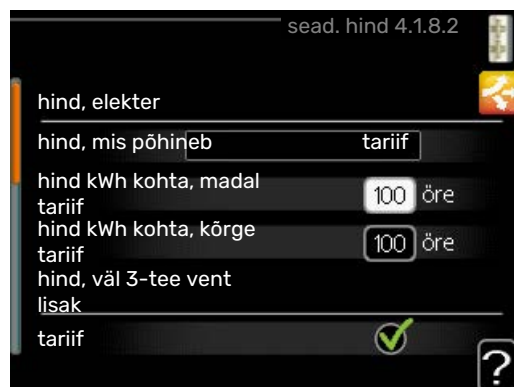 sead. hind 4.1.8.2
hind, elekter
hind, mis põhineb tariif
hind kWh kohta, madal
tariif
100 öre
hind kWh kohta, kõrge
tariif
100 öre
hind, väl 3-tee vent
lisak
tariif
?